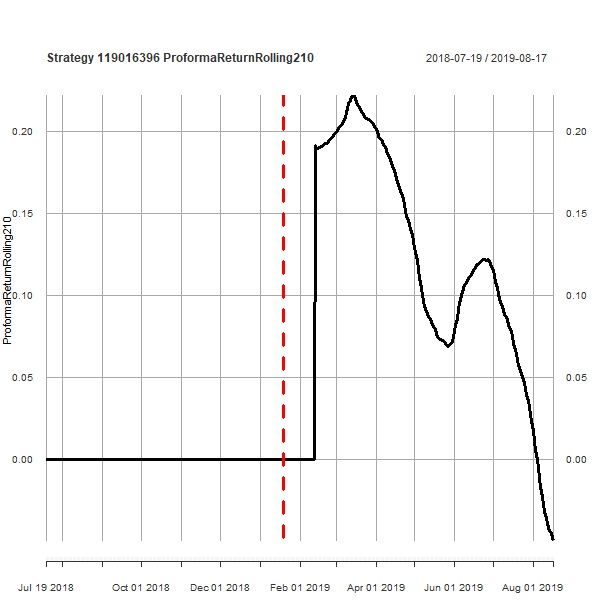 Strategy 119016396 ProformaReturnRolling210
2018-07-19 / 2019-08-17
ProformaReturnRolling210
0.20
0.15
0.10
0.05
0.00
0.20
0.15
0.10
0.05
0.00
Jul 19 2018
Oct 01 2018
Dec 01 2018
Feb 01 2019
Apr 01 2019
Jun 01 2019
Aug 01 2019